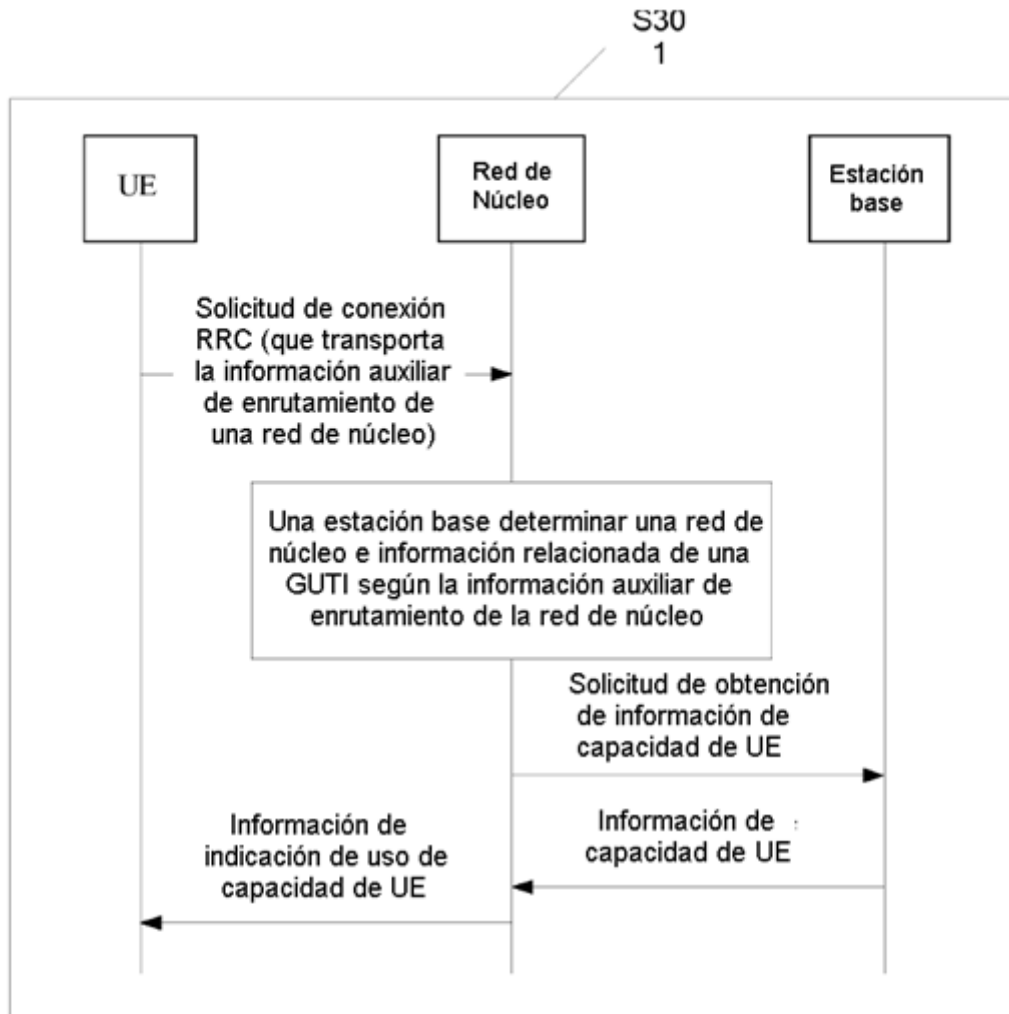 S30
1
UE
Red de
Núcleo
Estación
base
Solicitud de conexión
RRC (que transporta
la información auxiliar
de enrutamiento de
una red de núcleo)
Una estación base determinar una red de
núcleo e información relacionada de una
GUTI según la información auxiliar de
enrutamiento de la red de núcleo
Solicitud de obtención
de información de
capacidad de UE
Información de :
capacidad de UE
Información de
indicación de uso de
capacidad de UE